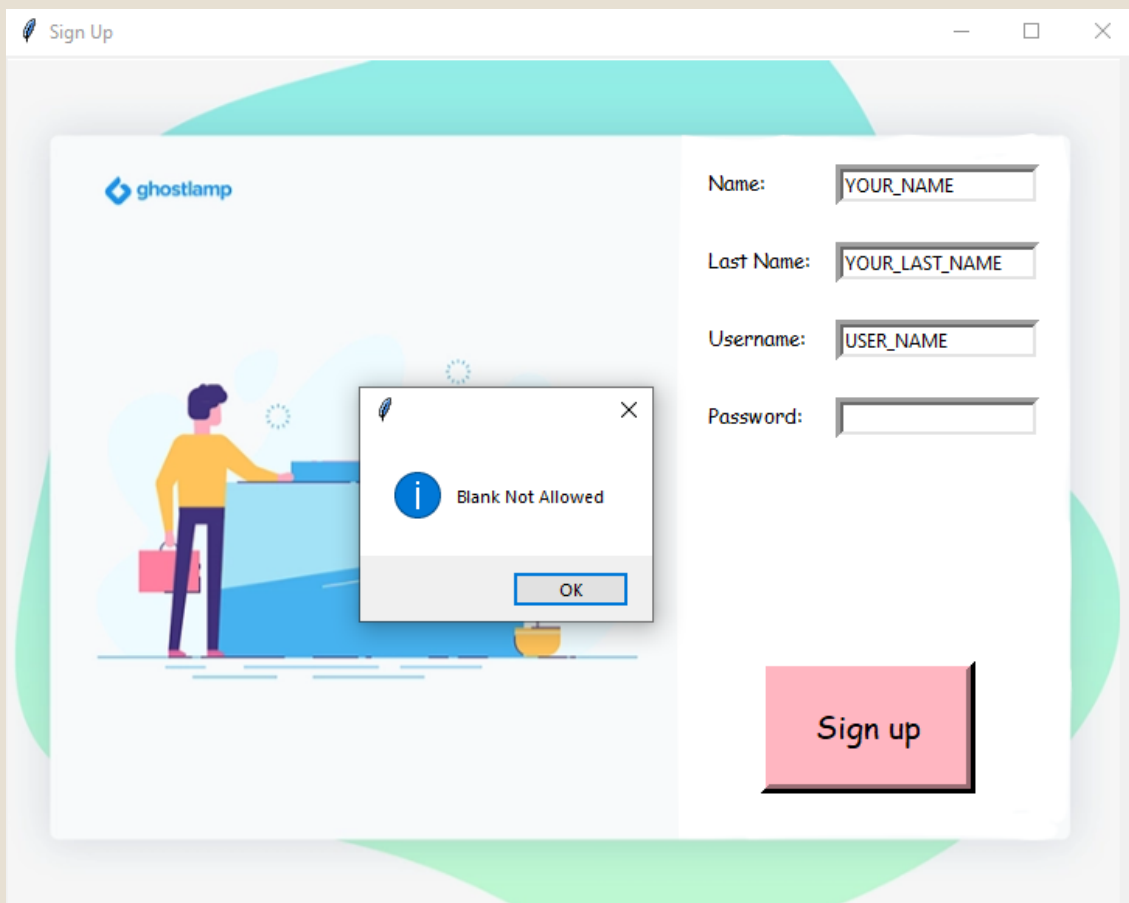 Sign Up
ghostlamp
Name:
YOUR_NAME
Last Name:
YOUR_LAST_NAME
Username:
USER_NAME
Password:
Blank Not Allowed
OK
Sign up